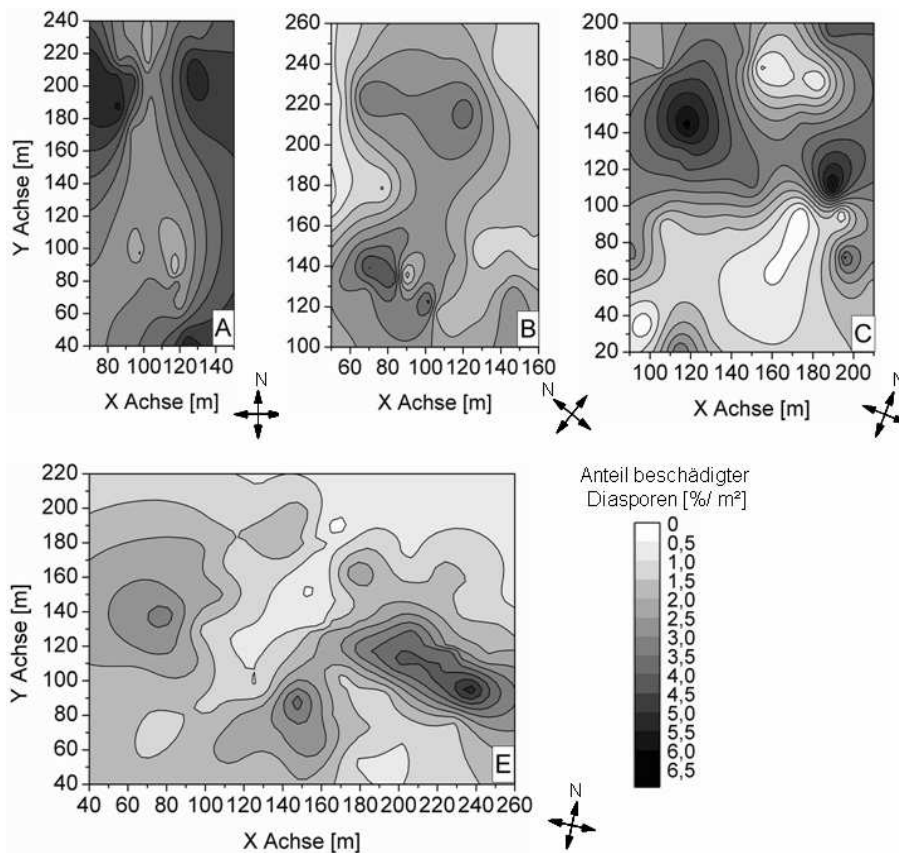 240
220
200
180
160
140
120
100
80
60
40
80 100 120 140
Y Achse [m]
X Achse [m]
A
N
260
240
220
200
180
160
140
120
100
60 80 100 120 140 160
X Achse [m]
B
N
200
180
160
140
120
100
80
60
40
20
100 120 140 160 180 200
X Achse [m]
C
N
220
200
180
160
140
120
100
80
60
40
40 60 80 100 120 140 160 180 200 220 240 260
Y Achse [m]
X Achse [m]
E
N
Anteil beschädigter
Diasporen [%/ m²]
0
0,5
1,0
1,5
2,0
2,5
3,0
3,5
4,0
4,5
5,0
5,5
6,0
6,5